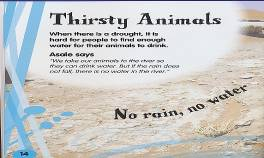 Thirsty Animals
When there is a drought, it is
hard for people to find enough
water for their animals to drink.
Asale says
"We take our animals to the river so
they can drink water. But if the rain does
not fall, there is no water in the river."
No rain, no water
14